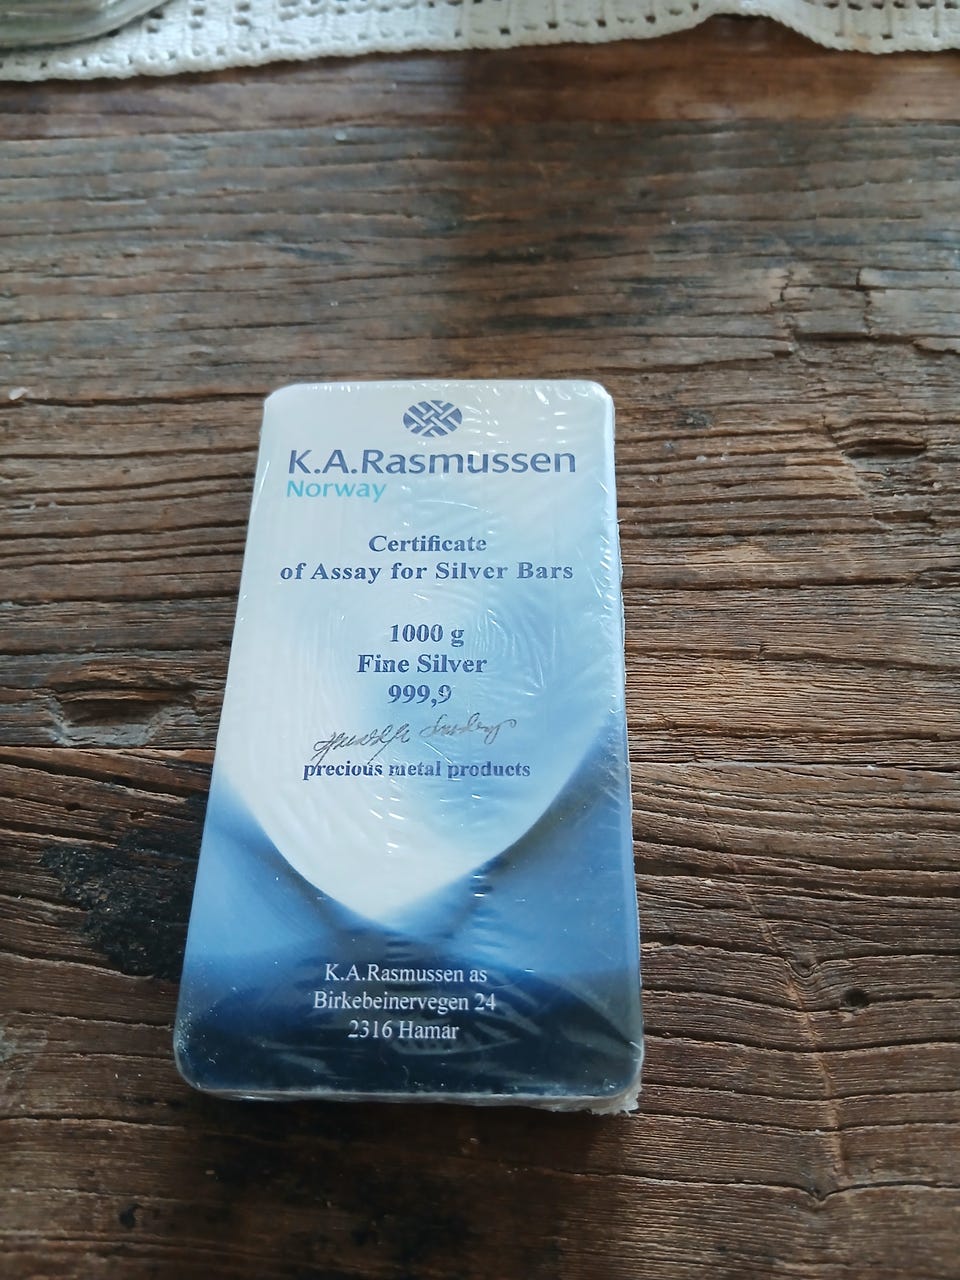 K.A.Rasmussen
Norway
Certificate
of Assay for Silver Bars
1000 g
Fine Silver
999,9
precious metal products
K.A.Rasmussen as
Birkebeinervegen 24
2316 Hamar